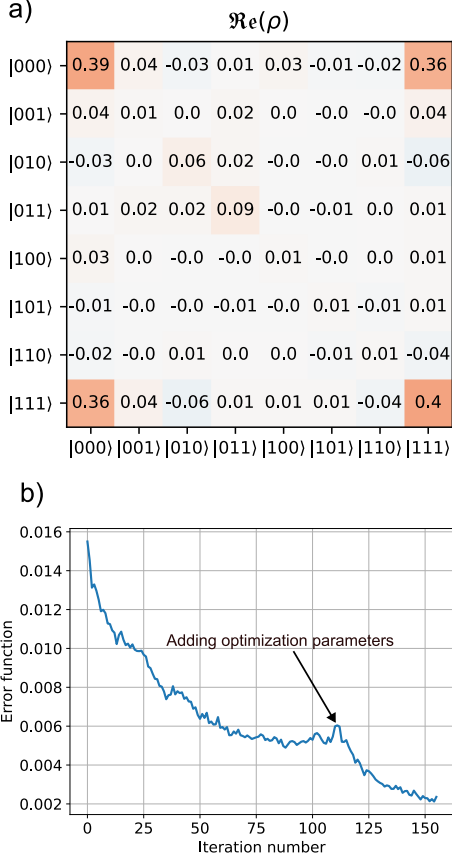 a)
ℜe(ρ)
|000⟩ 0.39 0.04 -0.03 0.01 0.03 -0.01 -0.02 0.36
|001⟩ 0.04 0.01 0.0 0.02 0.0 -0.0 -0.0 0.04
|010⟩ -0.03 0.0 0.06 0.02 -0.0 -0.0 0.01 -0.06
|011⟩ 0.01 0.02 0.02 0.09 -0.0 -0.01 0.0 0.01
|100⟩ 0.03 0.0 -0.0 -0.0 0.01 -0.0 0.0 0.01
|101⟩ -0.01 -0.0 -0.0 -0.01 -0.0 0.01 -0.01 0.01
|110⟩ -0.02 -0.0 0.01 0.0 0.0 -0.01 0.01 -0.04
|111⟩ 0.36 0.04 -0.06 0.01 0.01 0.01 -0.04 0.4
|000⟩ |001⟩ |010⟩ |011⟩ |100⟩ |101⟩ |110⟩ |111⟩
b)
0.016
0.014
0.012
0.010
0.008
0.006
0.004
0.002
Error function
Adding optimization parameters
0 25 50 75 100 125 150
Iteration number